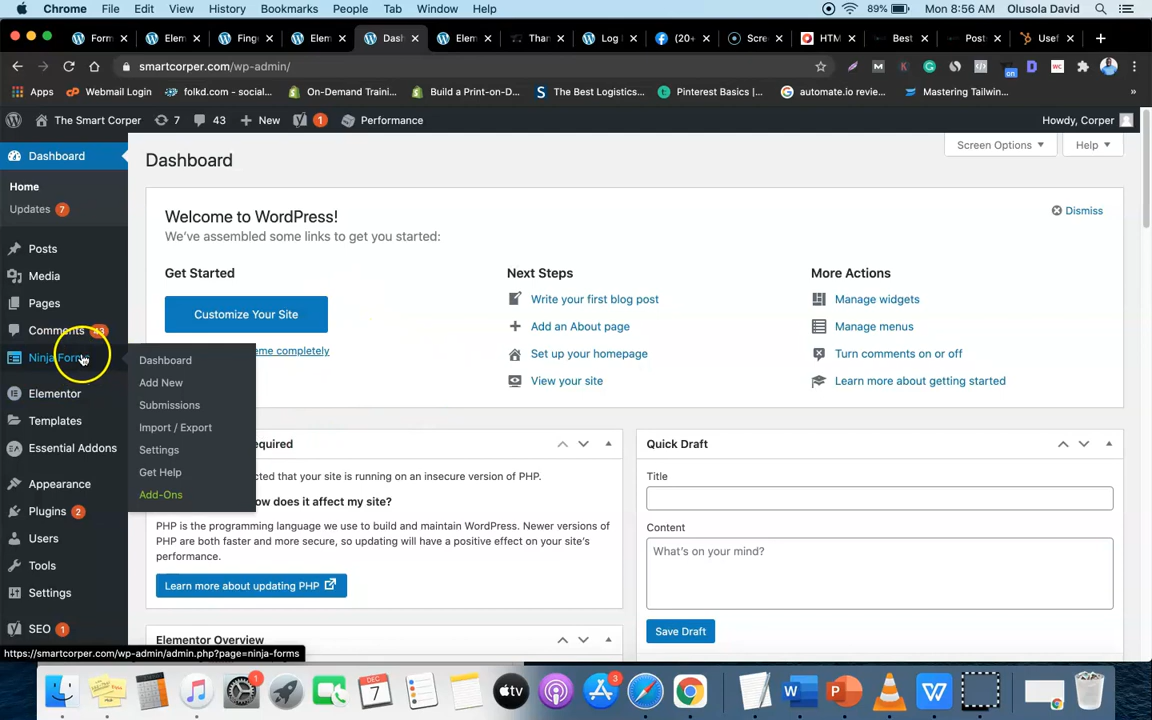 Chrome File Edit View History Bookmarks People Tab Window Help 89% Mon 8:56 AM Olusola David
Form Elem Fing Elem Dash Elem Than Log (20+ Scre HTM Best Post Usef
smartcorper.com/wp-admin/
on
Apps Webmail Login folkd.com - social... On-Demand Traini... Build a Print-on-D... The Best Logistics... Pinterest Basics |... automate.io revie... Mastering Tailwin...
The Smart Corper 7 43 New 1 Performance Howdy, Corper
Dashboard
Home
Updates 7
Posts
Media
Pages
Comments 43
Ninja Forms
Elementor
Templates
Essential Addons
Appearance
Plugins 2
Users
Tools
Settings
SEO 1
Dashboard
Add New
Submissions
Import / Export
Settings
Get Help
Add-Ons
Screen Options Help
Dashboard
Welcome to WordPress!
We've assembled some links to get you started:
Dismiss
Get Started
Customize Your Site
eme completely
Next Steps
Write your first blog post
Add an About page
Set up your homepage
View your site
More Actions
Manage widgets
Manage menus
Turn comments on or off
Learn more about getting started
equired
cted that your site is running on an insecure version of PHP.
ow does it affect my site?
PHP is the programming language we use to build and maintain WordPress. Newer versions of
PHP are both faster and more secure, so updating will have a positive effect on your site's
performance.
Learn more about updating PHP
Elementor Overview
Quick Draft
Title
Content
What's on your mind?
Save Draft
https://smartcorper.com/wp-admin/admin.php?page=ninja-forms
1
DEC
7
tv
3
W
P
W